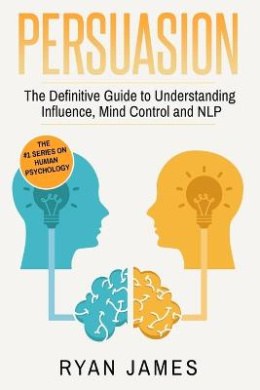 PERSUASION
The Definitive Guide to Understanding
Influence, Mind Control and NLP
THE
#1 SERIES ON
HUMAN
PSYCHOLOGY
RYAN JAMES